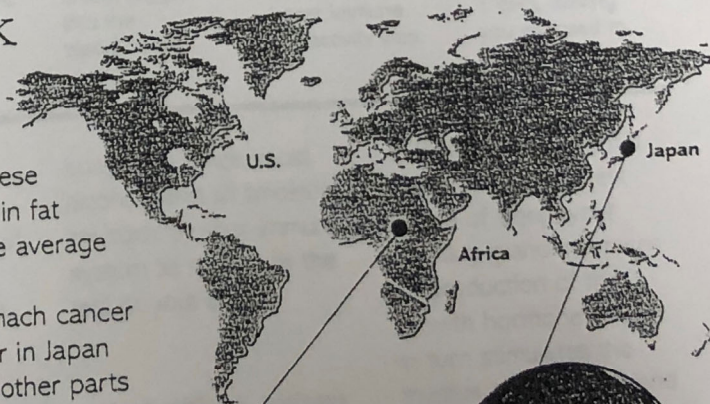 K
ese
in fat
e average
nach cancer
r in Japan
other parts
U.S.
Africa
Japan